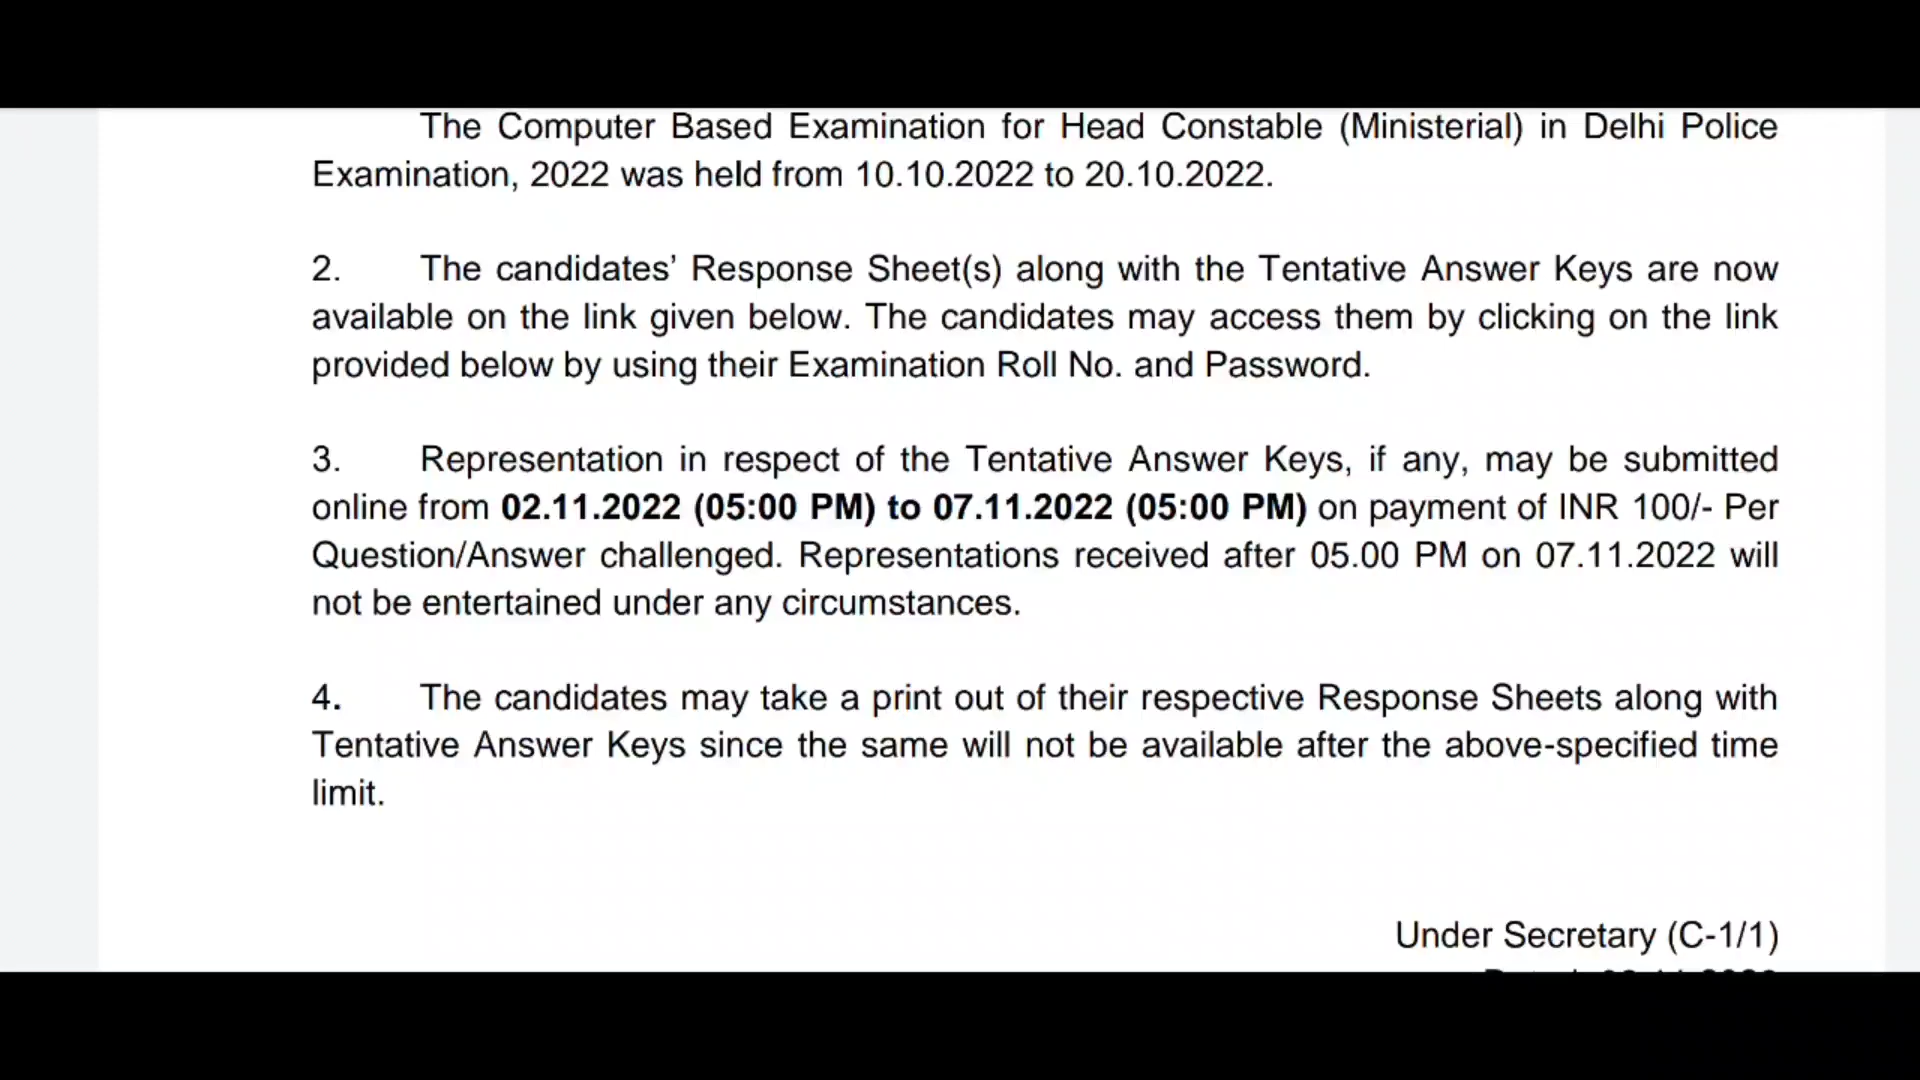 The Computer Based Examination for Head Constable (Ministerial) in Delhi Police
Examination, 2022 was held from 10.10.2022 to 20.10.2022.
2. The candidates’ Response Sheet(s) along with the Tentative Answer Keys are now
available on the link given below. The candidates may access them by clicking on the link
provided below by using their Examination Roll No. and Password.
3. Representation in respect of the Tentative Answer Keys, if any, may be submitted
online from 02.11.2022 (05:00 PM) to 07.11.2022 (05:00 PM) on payment of INR 100/- Per
Question/Answer challenged. Representations received after 05.00 PM on 07.11.2022 will
not be entertained under any circumstances.
4. The candidates may take a print out of their respective Response Sheets along with
Tentative Answer Keys since the same will not be available after the above-specified time
limit.
Under Secretary (C-1/1)